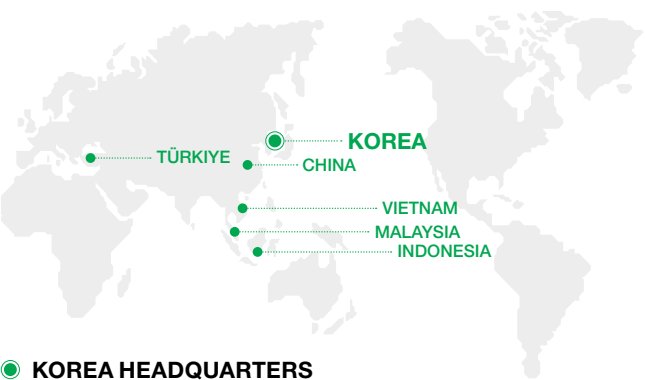 KOREA
TÜRKIYE
CHINA
VIETNAM
MALAYSIA
INDONESIA
KOREA HEADQUARTERS